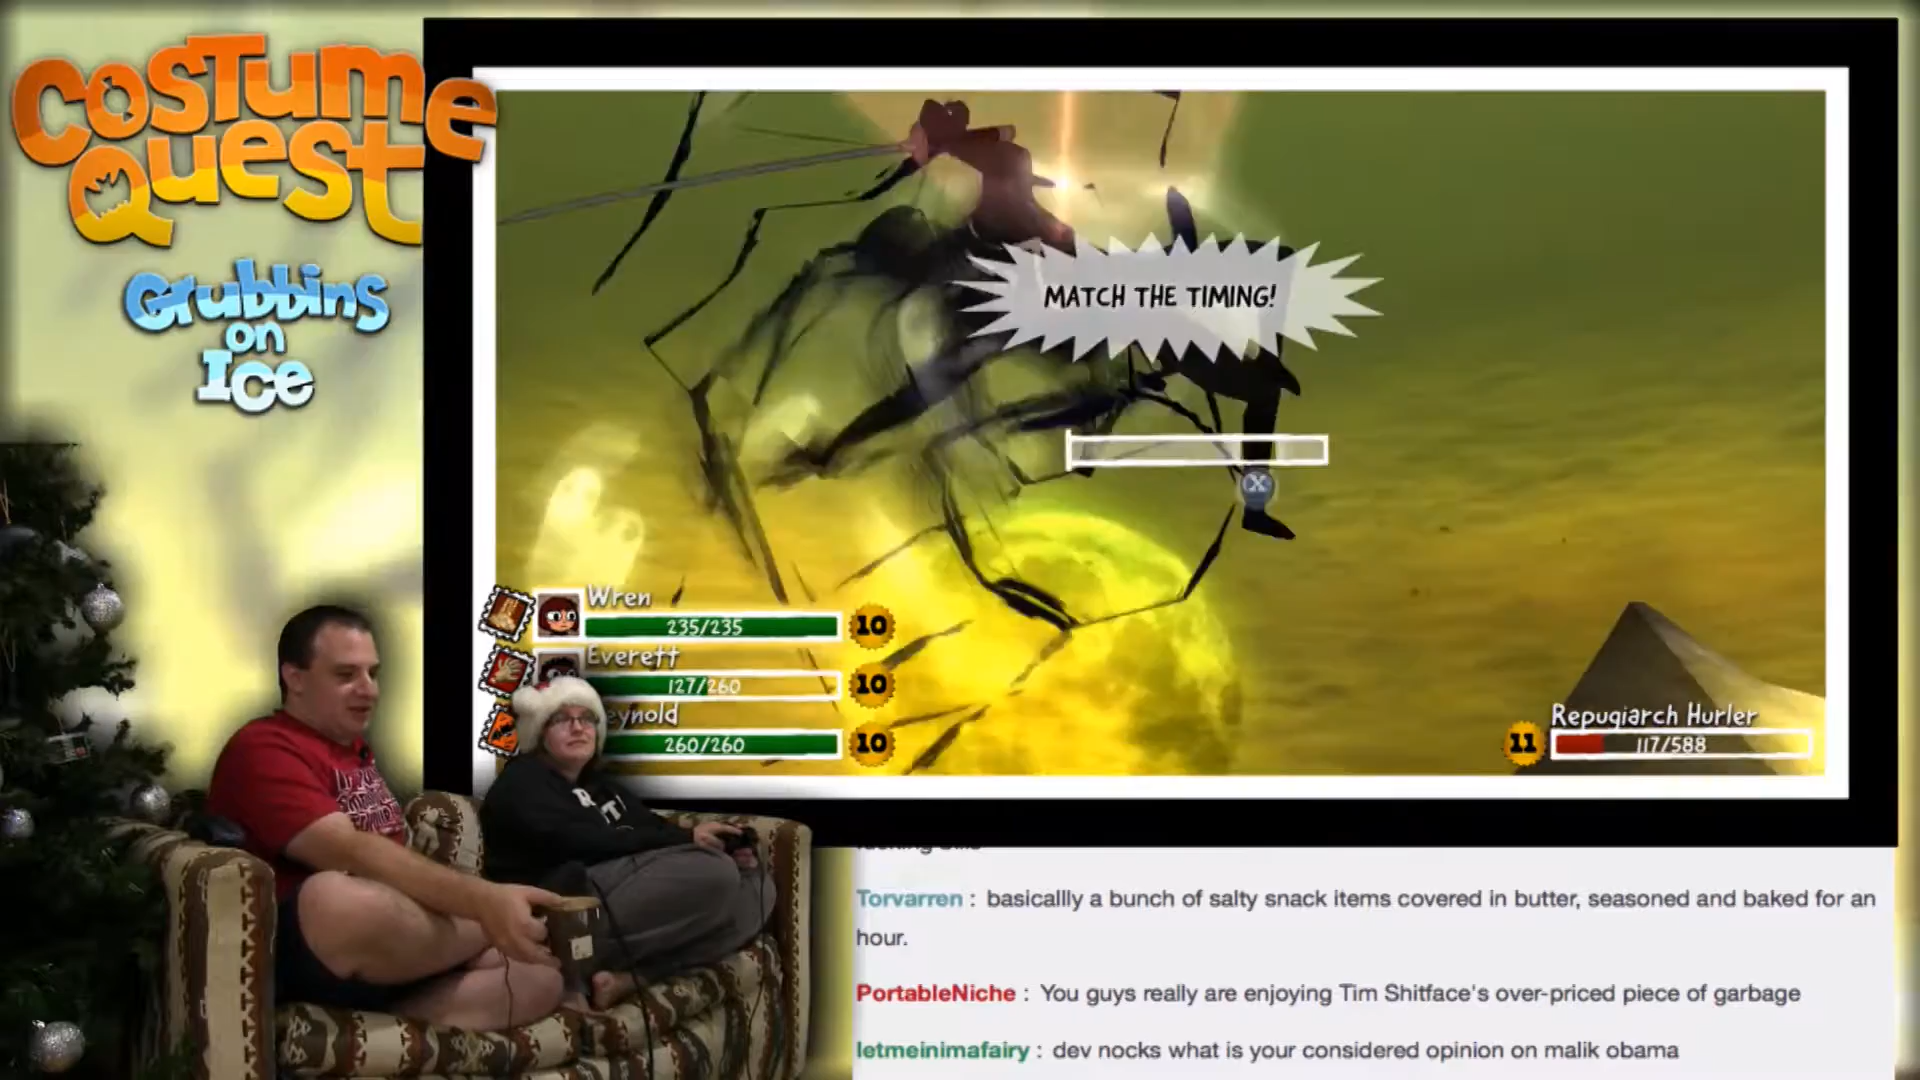 Costume
Quest
Grubbins
on
Ice
MATCH THE TIMING!
X
Wren
235/235
10
Everett
127/260
10
eynold
260/260
10
Repugiarch Hurler
11
117/588
Torvarren : basicallly a bunch of salty snack items covered in butter, seasoned and baked for an
hour.
PortableNiche : You guys really are enjoying Tim Shitface's over-priced piece of garbage
letmeinimafairy : dev nocks what is your considered opinion on malik obama